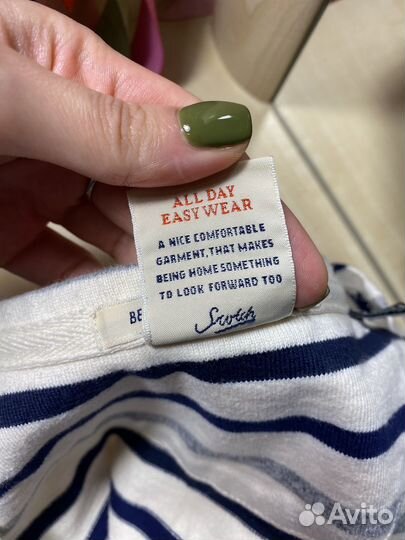 ALL DAY
EASY WEAR
A NICE COMFORTABLE
GARMENT, THAT MAKES
BEING HOME SOMETHING
TO LOOK FORWARD TOO
Scotch
BE
Avito